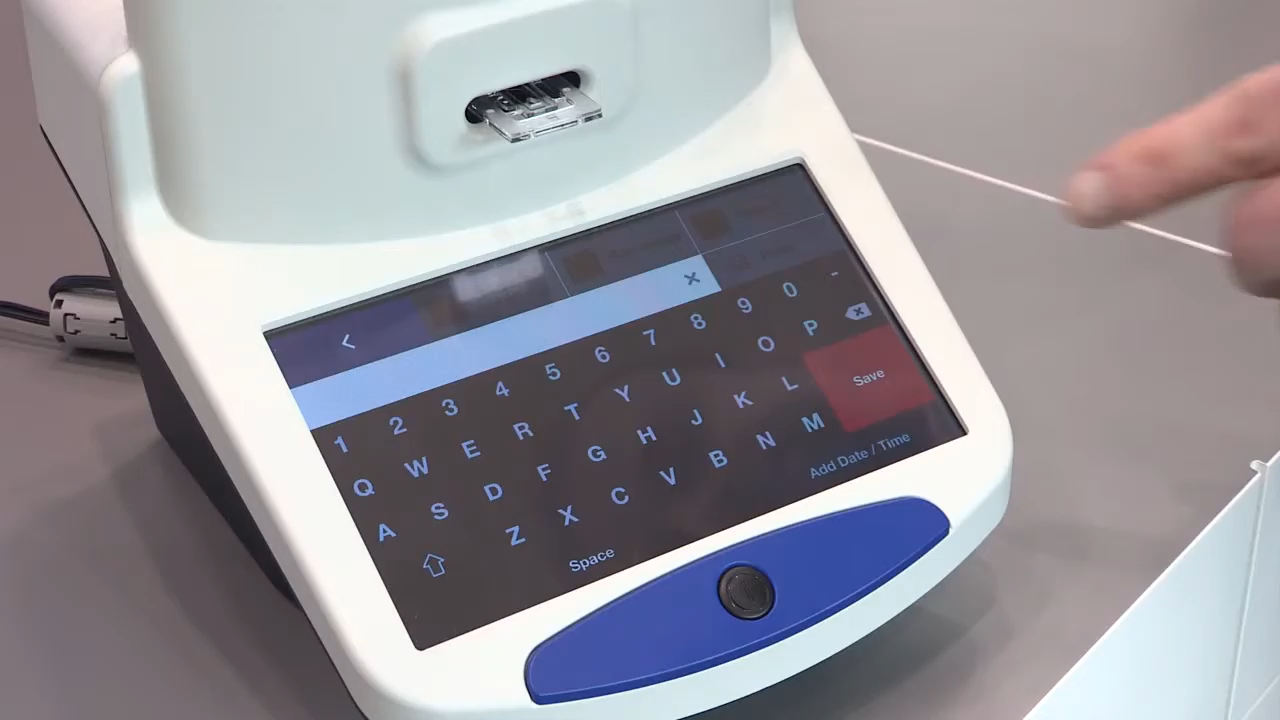 <
1 2 3 4 5 6 7 8 9 0 -
Q W E R T Y U I O P
A S D F G H J K L Save
Z X C V B N M
Space Add Date / Time